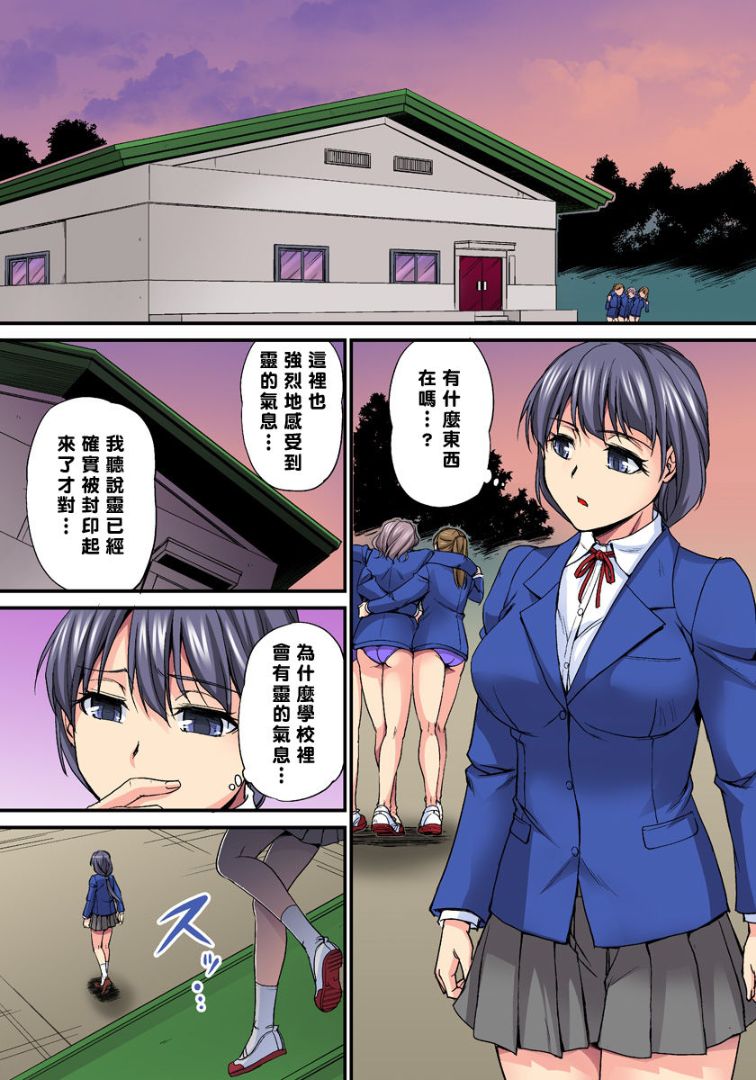 有什麼東西
在嗎…?
這裡也
強烈地感受到
靈的氣息…
我聽說靈已經
確實被封印起
來了才對…
為什麼學校裡
會有靈的氣息…
スッ…